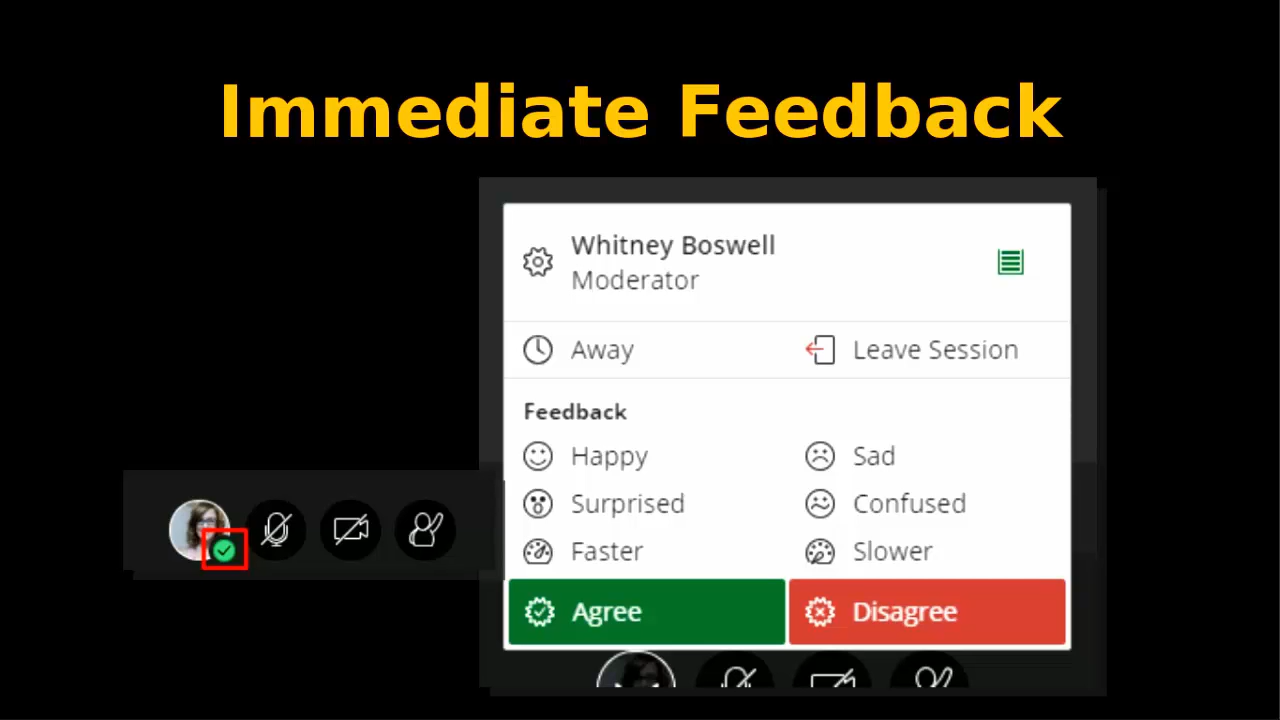 Immediate Feedback
Whitney Boswell
Moderator
Away
Leave Session
Feedback
Happy
Sad
Surprised
Confused
Faster
Slower
Agree
Disagree